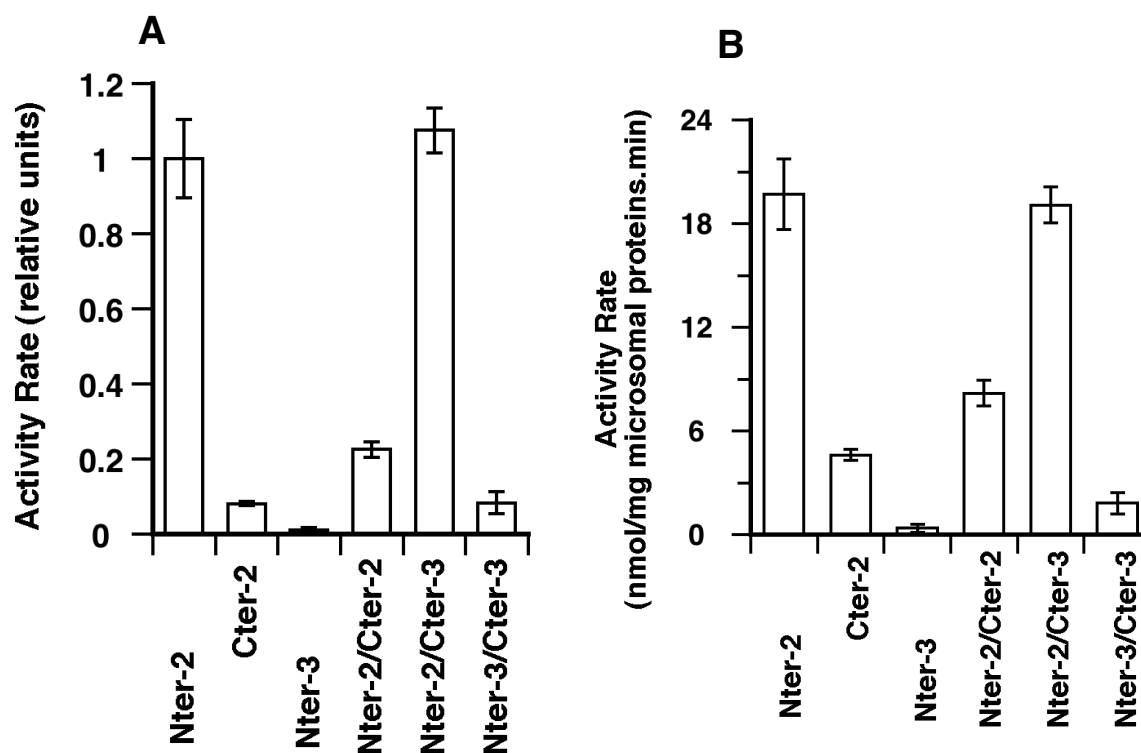 A
Activity Rate (relative units)
1.2
1
0.8
0.6
0.4
0.2
0
Nter-2
Cter-2
Nter-3
Nter-2/Cter-2
Nter-2/Cter-3
Nter-3/Cter-3
B
Activity Rate
(nmol/mg microsomal proteins.min)
24
18
12
6
0
Nter-2
Cter-2
Nter-3
Nter-2/Cter-2
Nter-2/Cter-3
Nter-3/Cter-3